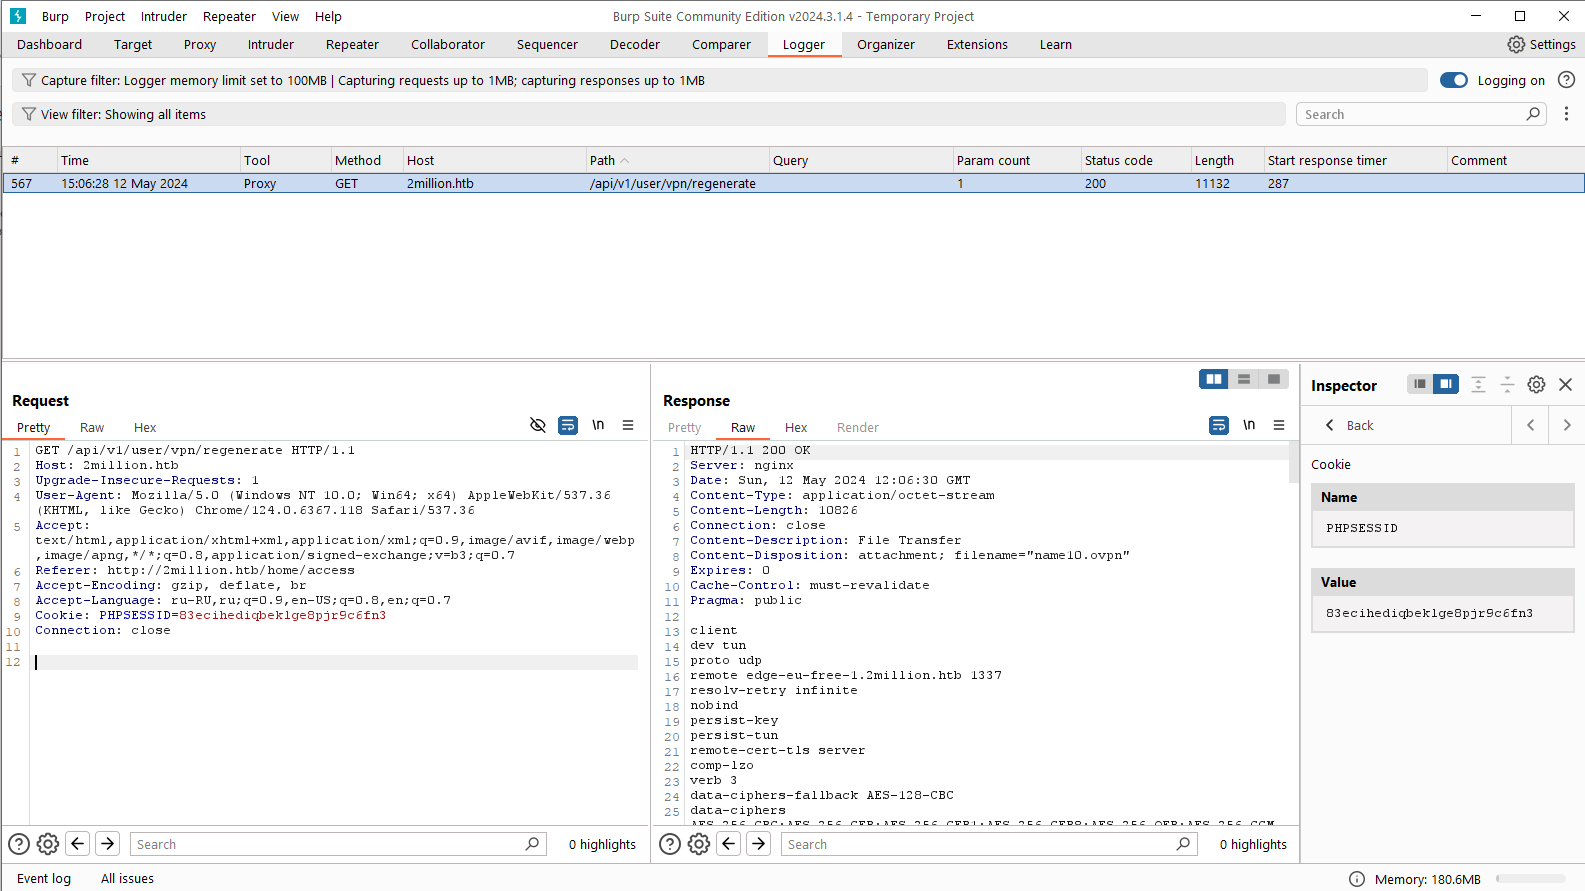 Burp Project Intruder Repeater View Help Burp Suite Community Edition v2024.3.1.4 - Temporary Project
Dashboard Target Proxy Intruder Repeater Collaborator Sequencer Decoder Comparer Logger Organizer Extensions Learn Settings
Capture filter: Logger memory limit set to 100MB | Capturing requests up to 1MB; capturing responses up to 1MB Logging on
View filter: Showing all items Search
# Time Tool Method Host Path Query Param count Status code Length Start response timer Comment
567 15:06:28 12 May 2024 Proxy GET 2million.htb /api/v1/user/vpn/regenerate 1 200 11132 287
Request
Pretty Raw Hex \n
1 GET /api/v1/user/vpn/regenerate HTTP/1.1
2 Host: 2million.htb
3 Upgrade-Insecure-Requests: 1
4 User-Agent: Mozilla/5.0 (Windows NT 10.0; Win64; x64) AppleWebKit/537.36
(KHTML, like Gecko) Chrome/124.0.6367.118 Safari/537.36
5 Accept:
text/html,application/xhtml+xml,application/xml;q=0.9,image/avif,image/webp
,image/apng,*/*;q=0.8,application/signed-exchange;v=b3;q=0.7
6 Referer: http://2million.htb/home/access
7 Accept-Encoding: gzip, deflate, br
8 Accept-Language: ru-RU,ru;q=0.9,en-US;q=0.8,en;q=0.7
9 Cookie: PHPSESSID=83ecihediqbeklge8pjr9c6fn3
10 Connection: close
11
12
Search 0 highlights
Response
Pretty Raw Hex Render \n
1 HTTP/1.1 200 OK
2 Server: nginx
3 Date: Sun, 12 May 2024 12:06:30 GMT
4 Content-Type: application/octet-stream
5 Content-Length: 10826
6 Connection: close
7 Content-Description: File Transfer
8 Content-Disposition: attachment; filename="name10.ovpn"
9 Expires: 0
10 Cache-Control: must-revalidate
11 Pragma: public
12
13 client
14 dev tun
15 proto udp
16 remote edge-eu-free-1.2million.htb 1337
17 resolv-retry infinite
18 nobind
19 persist-key
20 persist-tun
21 remote-cert-tls server
22 comp-lzo
23 verb 3
24 data-ciphers-fallback AES-128-CBC
25 data-ciphers
Search 0 highlights
Inspector
Back
Cookie
Name
PHPSESSID
Value
83ecihediqbeklge8pjr9c6fn3
Event log All issues Memory: 180.6MB